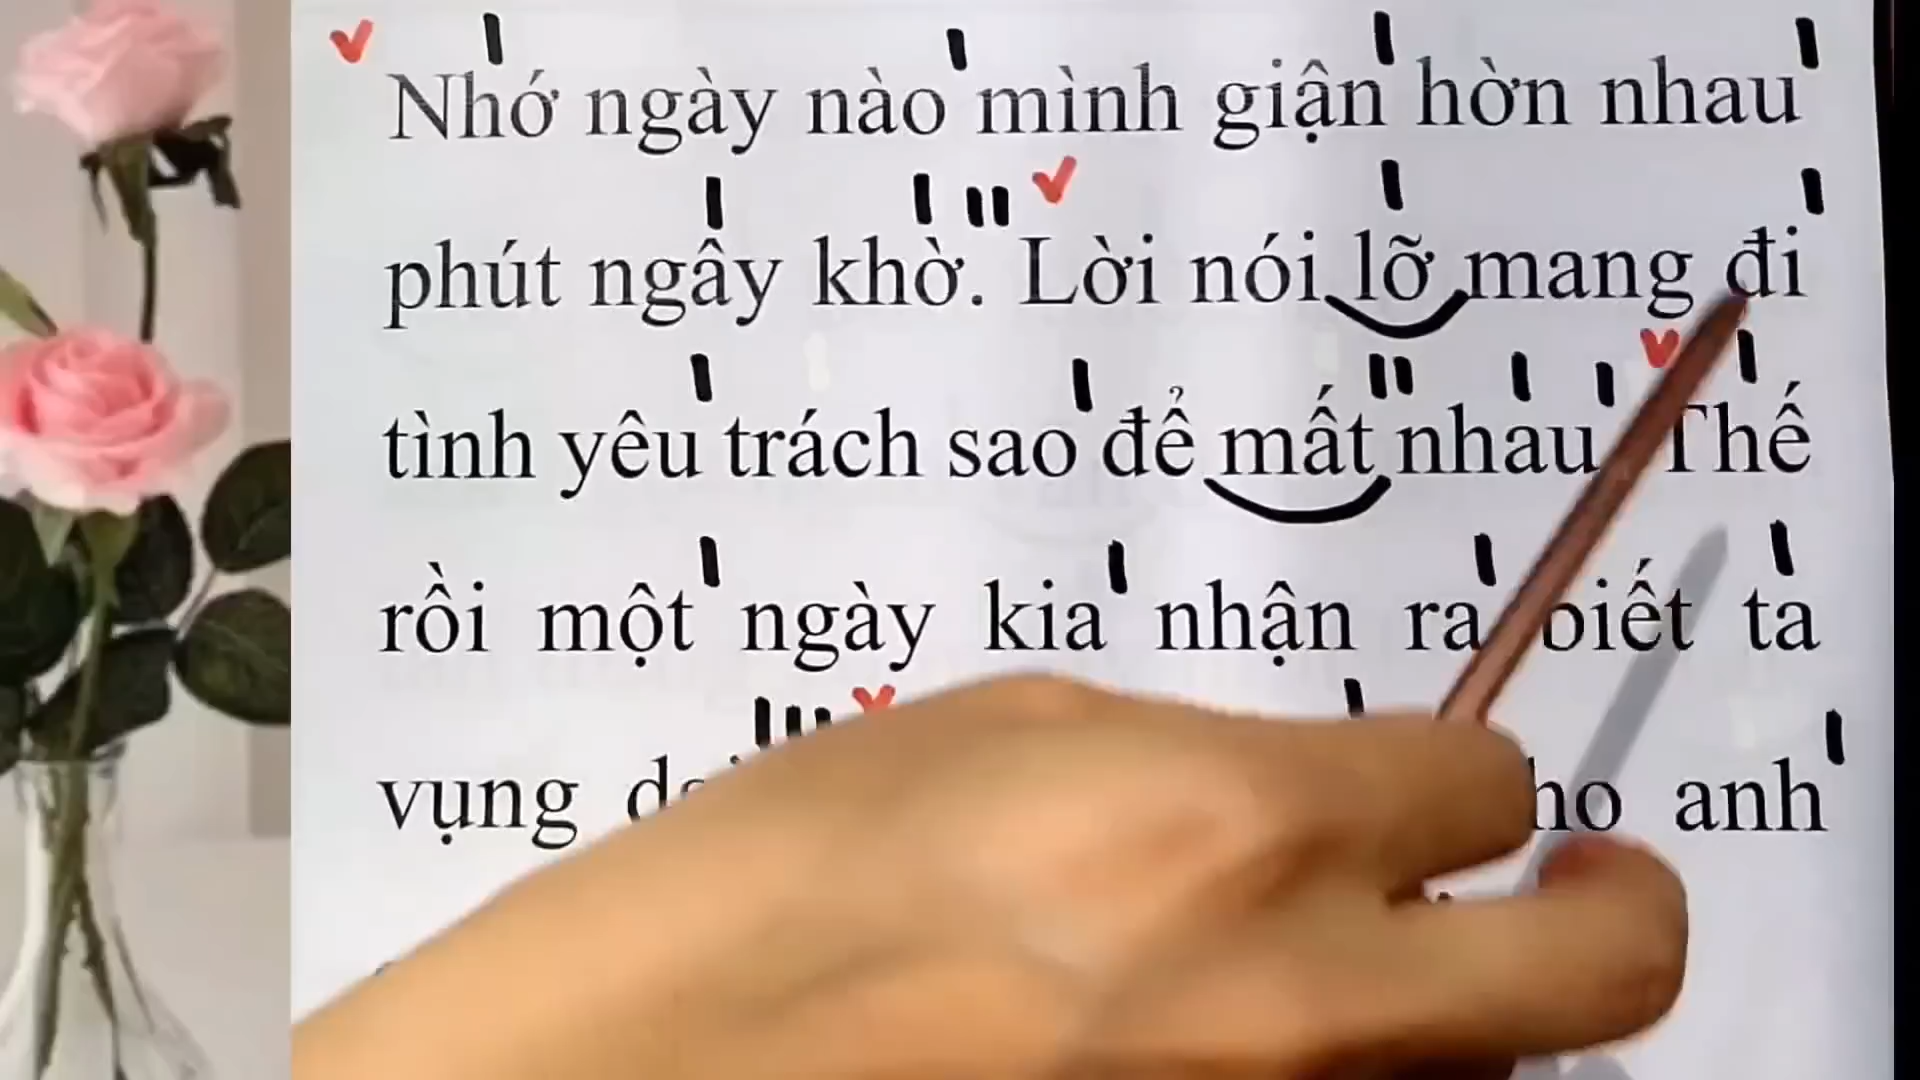 Nhớ ngày nào mình giận hờn nhau
phút ngây khờ. Lời nói lỡ mang đi
tình yêu trách sao để mất nhau. Thế
rồi một ngày kia nhận ra biết ta
vụng anh